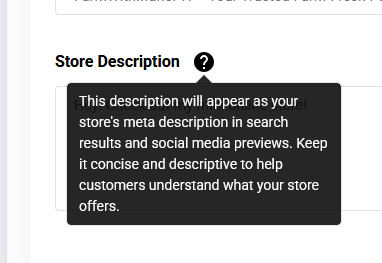 Store Description ?
This description will appear as your
store's meta description in search
results and social media previews. Keep
it concise and descriptive to help
customers understand what your store
offers.